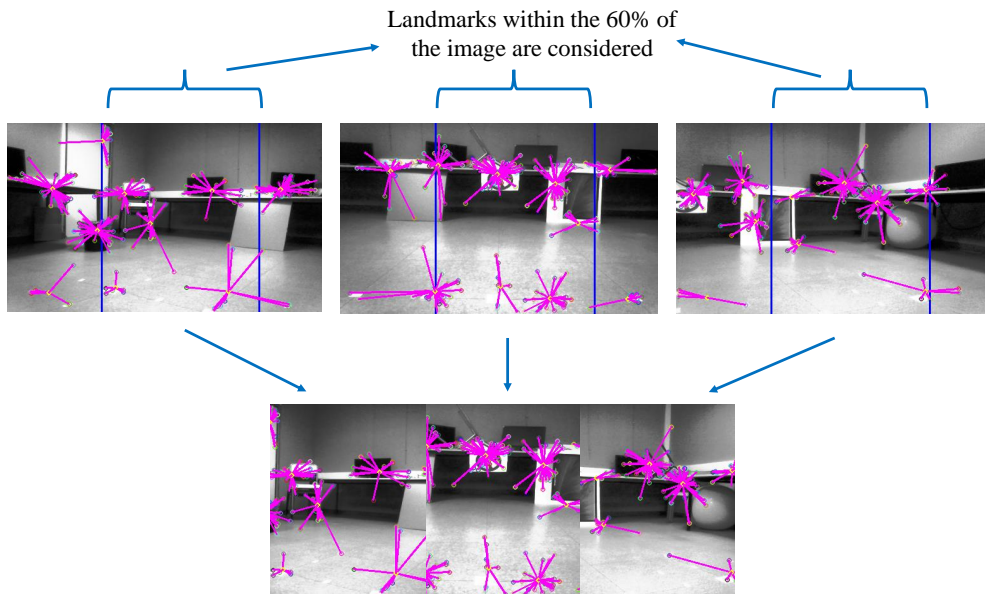 Landmarks within the 60% of
the image are considered